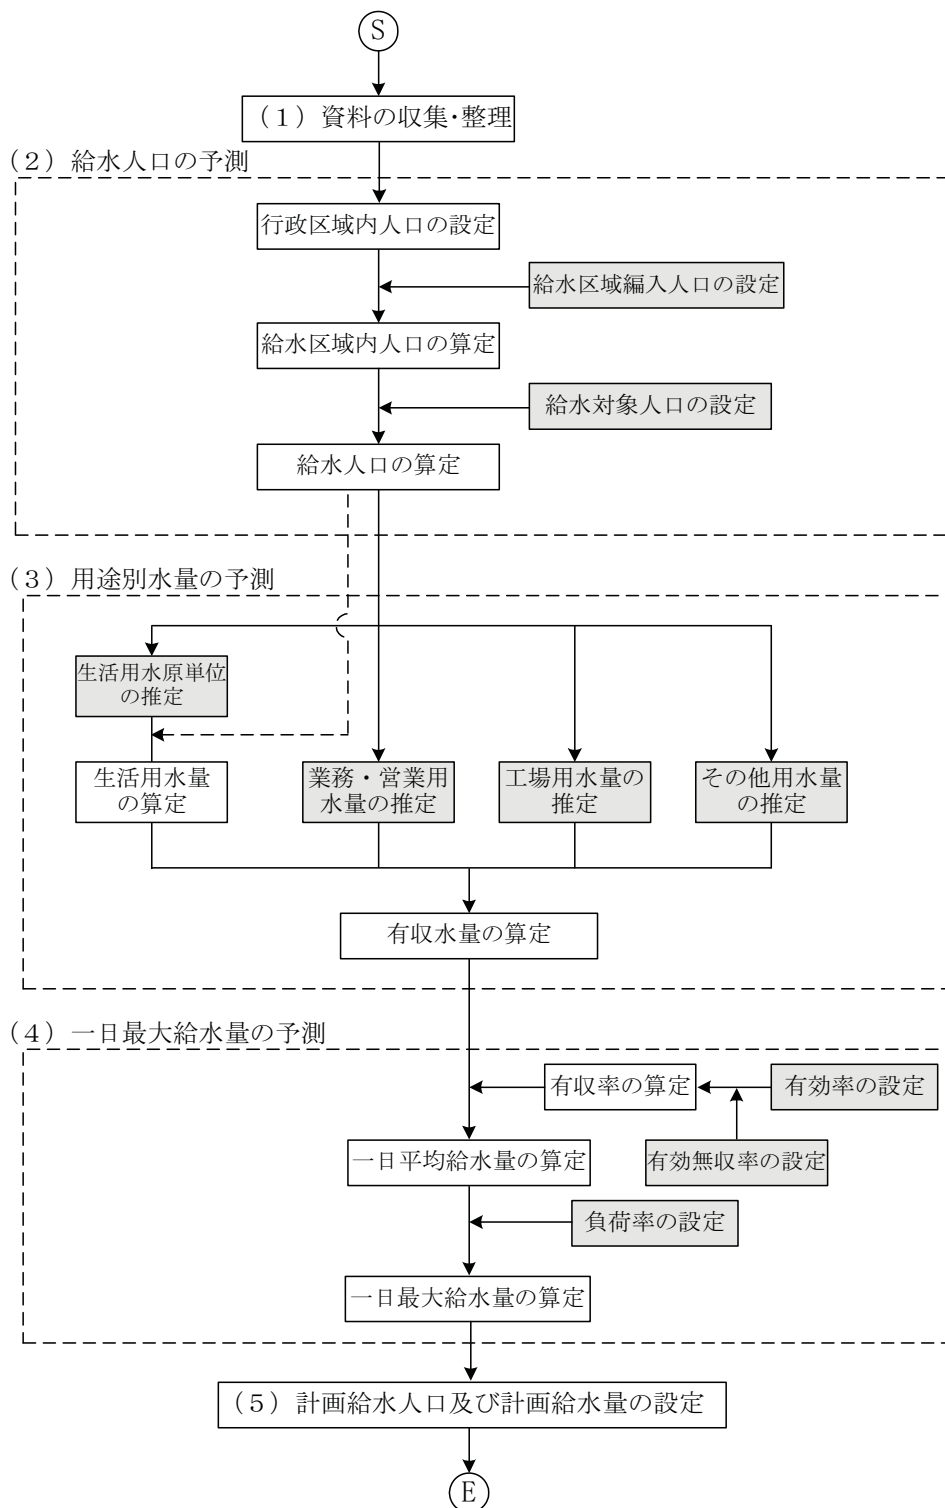 S
（1）資料の収集・整理
（2）給水人口の予測
行政区域内人口の設定
給水区域編入人口の設定
給水区域内人口の算定
給水対象人口の設定
給水人口の算定
（3）用途別水量の予測
生活用水原単位
の推定
生活用水量
の算定
業務・営業用
水量の推定
工場用水量の
推定
その他用水量
の推定
有収水量の算定
（4）一日最大給水量の予測
有収率の算定
有効率の設定
一日平均給水量の算定
有効無収率の設定
負荷率の設定
一日最大給水量の算定
（5）計画給水人口及び計画給水量の設定
E